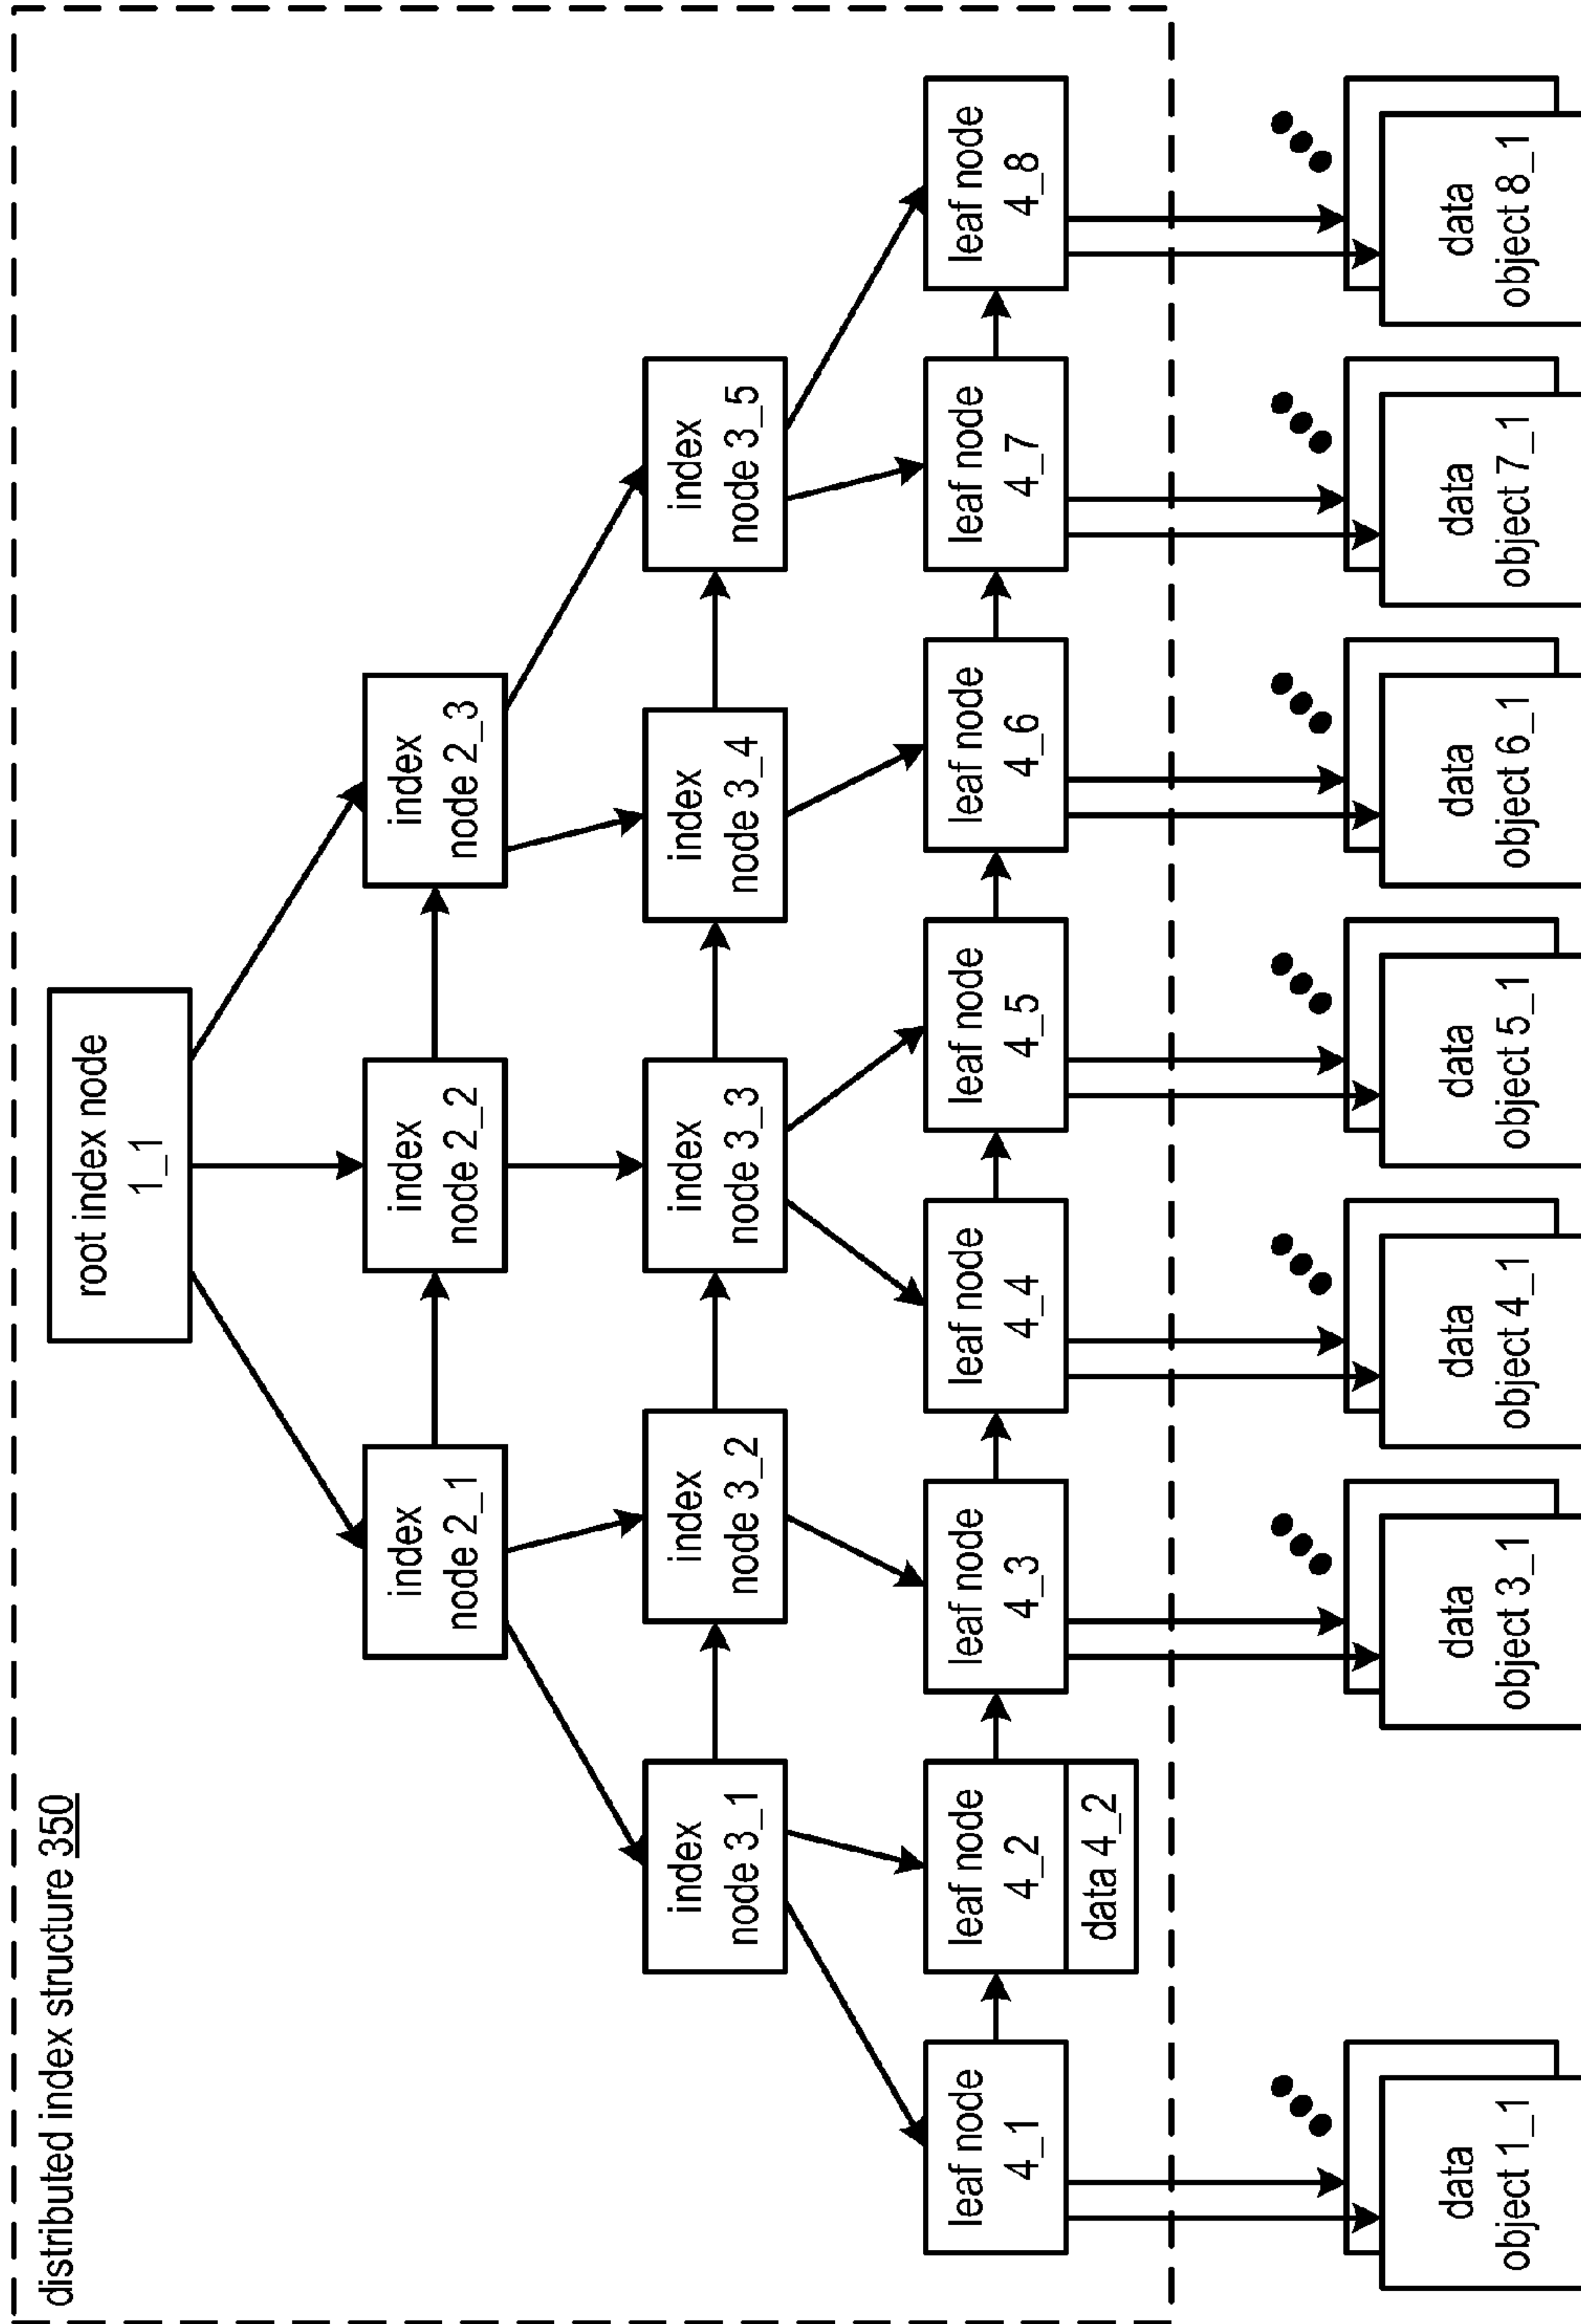 distributed index structure 350
root index node
1_1
index
node 2_1
index
node 2_2
index
node 2_3
index
node 3_1
index
node 3_2
index
node 3_3
index
node 3_4
index
node 3_5
leaf node
4_1
leaf node
4_2
data 4_2
leaf node
4_3
leaf node
4_4
leaf node
4_5
leaf node
4_6
leaf node
4_7
leaf node
4_8
data
object 1_1
data
object 3_1
data
object 4_1
data
object 5_1
data
object 6_1
data
object 7_1
data
object 8_1